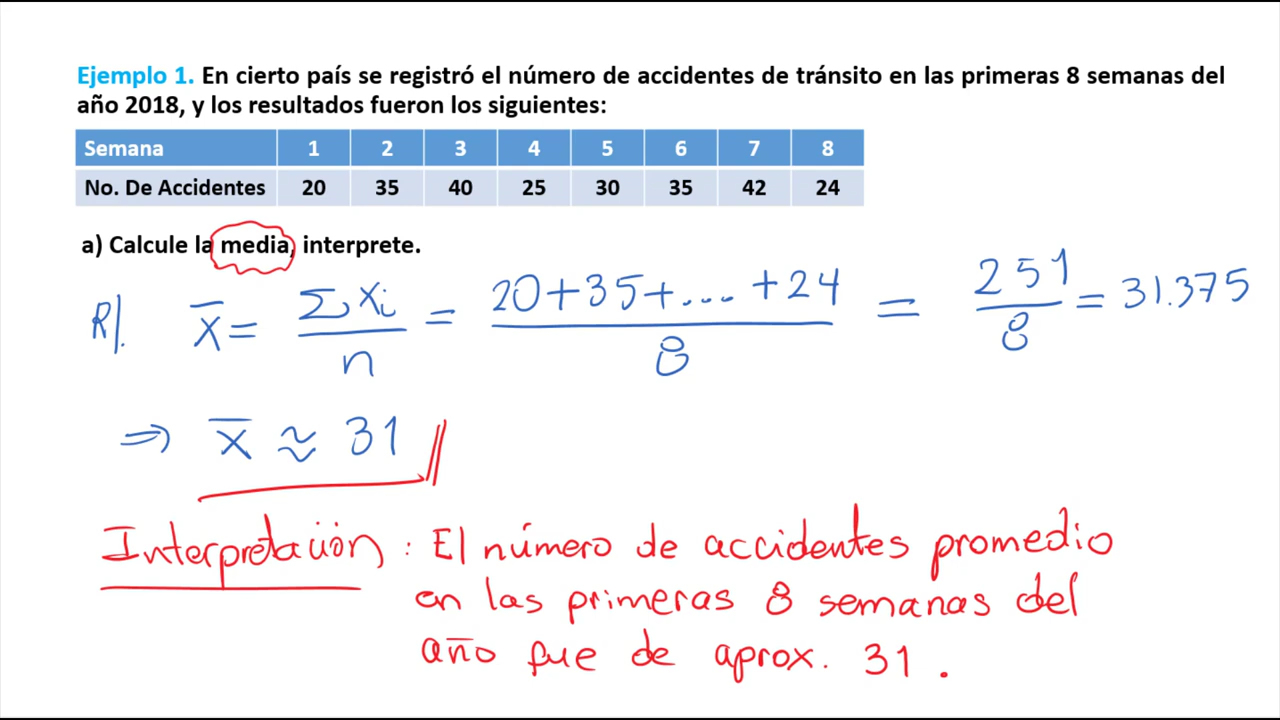 Ejemplo 1. En cierto país se registró el número de accidentes de tránsito en las primeras 8 semanas del
año 2018, y los resultados fueron los siguientes:
Semana 1 2 3 4 5 6 7 8
No. De Accidentes 20 35 40 25 30 35 42 24
a) Calcule la media, interprete.
R/. x̄ = Σxi / n = 20+35+...+24 / 8 = 251 / 8 = 31.375
⇒ x̄ ≈ 31
Interpretación : El número de accidentes promedio
en las primeras 8 semanas del
año fue de aprox. 31 .